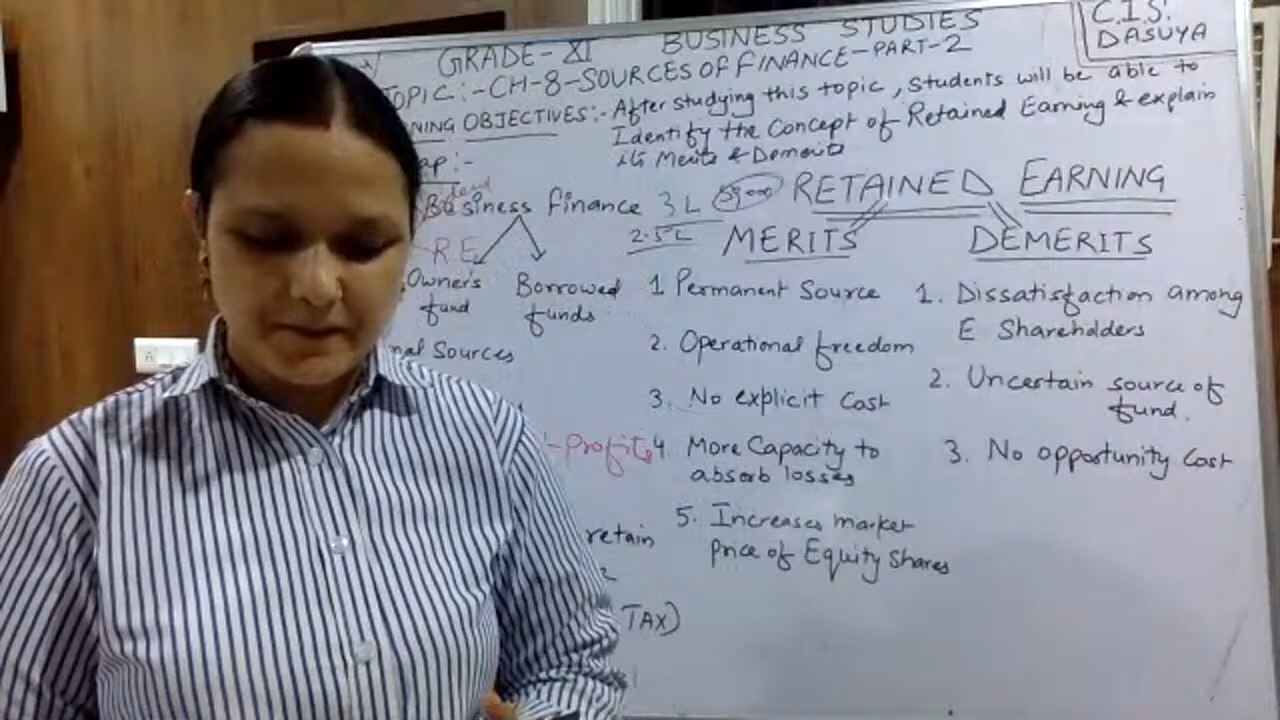 GRADE-XI BUSINESS STUDIES
C.I.S.
DASUYA
TOPIC:-CH-8-SOURCES OF FINANCE-PART-2
NING OBJECTIVES:- After studying this topic, students will be able to
Identify the Concept of Retained Earning & explain
its Merits & Demerits
ap:-
Business finance 3 L
RETAINED EARNING
2.5L
RE
MERITS
DEMERITS
Owner's fund
Borrowed funds
nal Sources
1 Permanent Source
2. Operational freedom
3. No explicit Cost
-profits
4. More Capacity to
absorb losses
5. Increases market
price of Equity Shares
retain
TAX)
1. Dissatisfaction among
E Shareholders
2. Uncertain source of
fund.
3. No opportunity Cost